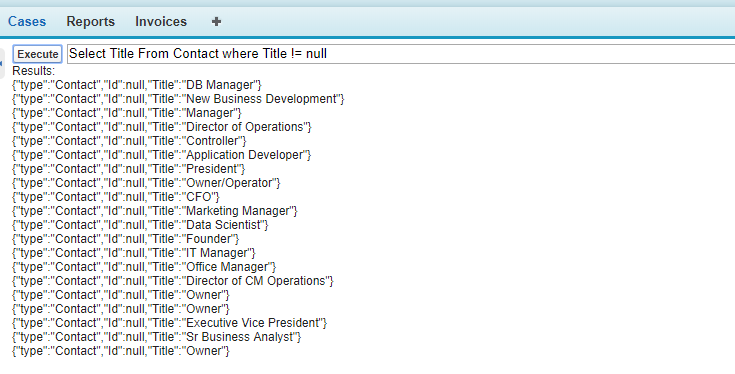 Cases Reports Invoices +
Execute Select Title From Contact where Title != null
Results:
{"type":"Contact","Id":null,"Title":"DB Manager"}
{"type":"Contact","Id":null,"Title":"New Business Development"}
{"type":"Contact","Id":null,"Title":"Manager"}
{"type":"Contact","Id":null,"Title":"Director of Operations"}
{"type":"Contact","Id":null,"Title":"Controller"}
{"type":"Contact","Id":null,"Title":"Application Developer"}
{"type":"Contact","Id":null,"Title":"President"}
{"type":"Contact","Id":null,"Title":"Owner/Operator"}
{"type":"Contact","Id":null,"Title":"CFO"}
{"type":"Contact","Id":null,"Title":"Marketing Manager"}
{"type":"Contact","Id":null,"Title":"Data Scientist"}
{"type":"Contact","Id":null,"Title":"Founder"}
{"type":"Contact","Id":null,"Title":"IT Manager"}
{"type":"Contact","Id":null,"Title":"Office Manager"}
{"type":"Contact","Id":null,"Title":"Director of CM Operations"}
{"type":"Contact","Id":null,"Title":"Owner"}
{"type":"Contact","Id":null,"Title":"Owner"}
{"type":"Contact","Id":null,"Title":"Executive Vice President"}
{"type":"Contact","Id":null,"Title":"Sr Business Analyst"}
{"type":"Contact","Id":null,"Title":"Owner"}